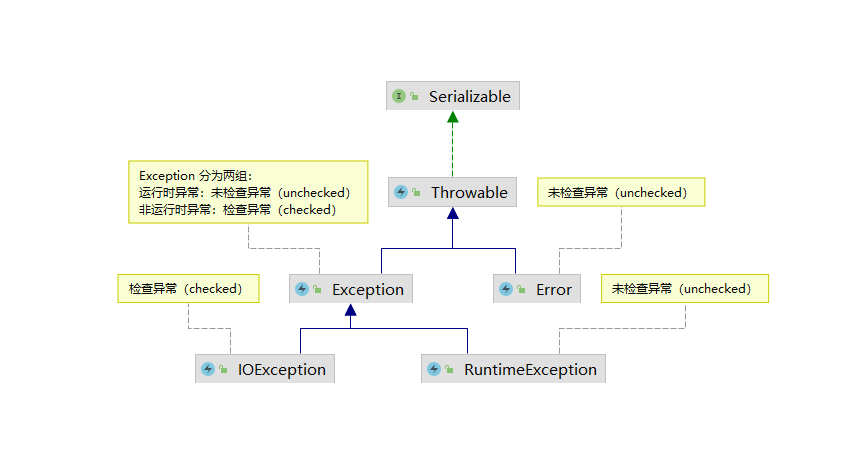 Serializable
Exception 分为两组：
运行时异常：未检查异常（unchecked）
非运行时异常：检查异常（checked）
Throwable
未检查异常（unchecked）
检查异常（checked）
Exception
Error
未检查异常（unchecked）
IOException
RuntimeException